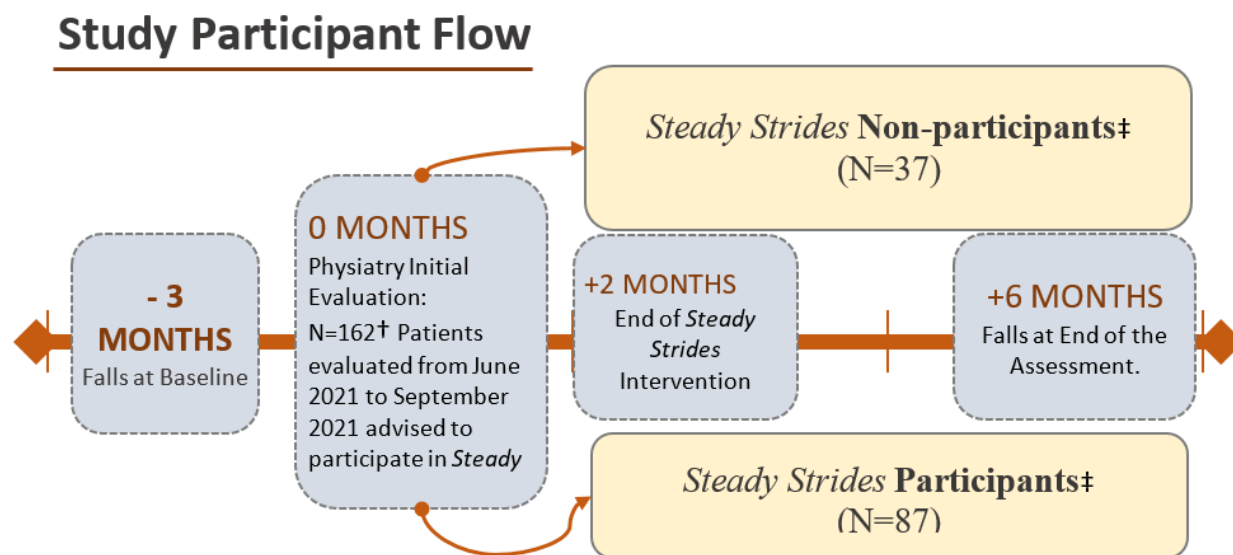 Study Participant Flow
Steady Strides Non-participants‡
(N=37)
- 3
MONTHS
Falls at Baseline
0 MONTHS
Physiatry Initial
Evaluation:
N=162† Patients
evaluated from June
2021 to September
2021 advised to
participate in Steady
+2 MONTHS
End of Steady
Strides
Intervention
+6 MONTHS
Falls at End of the
Assessment.
Steady Strides Participants‡
(N=87)